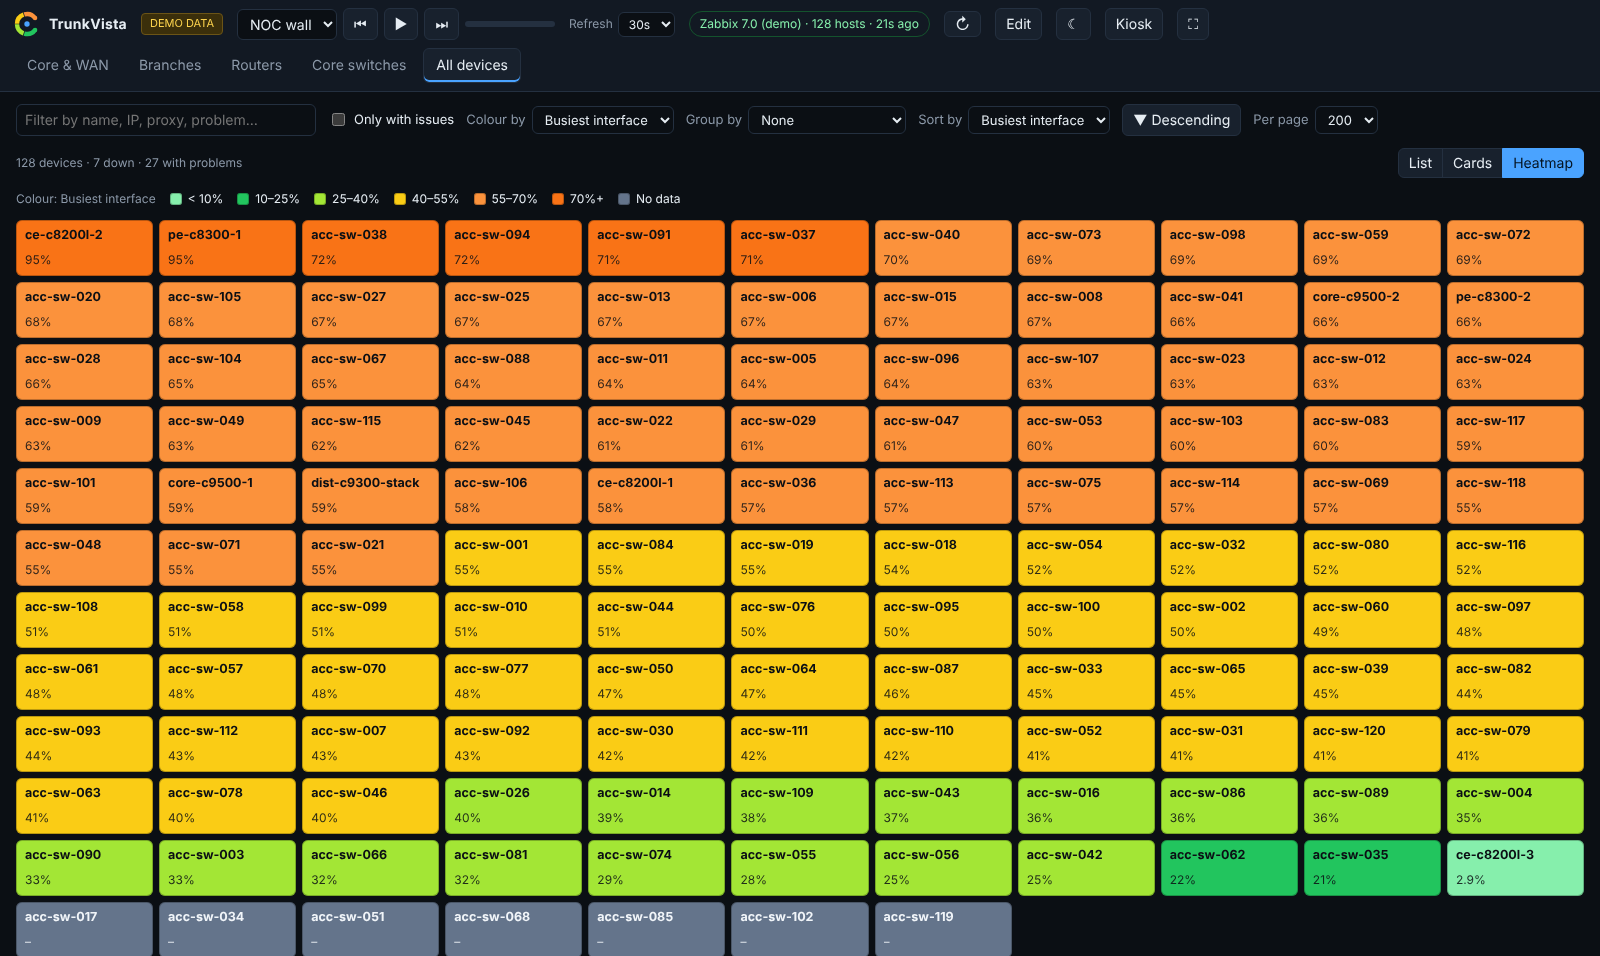 TrunkVista DEMO DATA NOC wall Refresh 30s Zabbix 7.0 (demo) · 128 hosts · 21s ago Edit Kiosk
Core & WAN Branches Routers Core switches All devices
Filter by name, IP, proxy, problem... Only with issues Colour by Busiest interface Group by None Sort by Busiest interface ▼ Descending Per page 200
128 devices · 7 down · 27 with problems List Cards Heatmap
Colour: Busiest interface < 10% 10–25% 25–40% 40–55% 55–70% 70%+ No data
ce-c8200l-2 pe-c8300-1 acc-sw-038 acc-sw-094 acc-sw-091 acc-sw-037 acc-sw-040 acc-sw-073 acc-sw-098 acc-sw-059 acc-sw-072
95% 95% 72% 72% 71% 71% 70% 69% 69% 69% 69%
acc-sw-020 acc-sw-105 acc-sw-027 acc-sw-025 acc-sw-013 acc-sw-006 acc-sw-015 acc-sw-008 acc-sw-041 core-c9500-2 pe-c8300-2
68% 68% 67% 67% 67% 67% 67% 67% 66% 66% 66%
acc-sw-028 acc-sw-104 acc-sw-067 acc-sw-088 acc-sw-011 acc-sw-005 acc-sw-096 acc-sw-107 acc-sw-023 acc-sw-012 acc-sw-024
66% 65% 65% 64% 64% 64% 64% 63% 63% 63% 63%
acc-sw-009 acc-sw-049 acc-sw-115 acc-sw-045 acc-sw-022 acc-sw-029 acc-sw-047 acc-sw-053 acc-sw-103 acc-sw-083 acc-sw-117
63% 63% 62% 62% 61% 61% 61% 60% 60% 60% 59%
acc-sw-101 core-c9500-1 dist-c9300-stack acc-sw-106 ce-c8200l-1 acc-sw-036 acc-sw-113 acc-sw-075 acc-sw-114 acc-sw-069 acc-sw-118
59% 59% 59% 58% 58% 57% 57% 57% 57% 57% 55%
acc-sw-048 acc-sw-071 acc-sw-021 acc-sw-001 acc-sw-084 acc-sw-019 acc-sw-018 acc-sw-054 acc-sw-032 acc-sw-080 acc-sw-116
55% 55% 55% 55% 55% 55% 54% 52% 52% 52% 52%
acc-sw-108 acc-sw-058 acc-sw-099 acc-sw-010 acc-sw-044 acc-sw-076 acc-sw-095 acc-sw-100 acc-sw-002 acc-sw-060 acc-sw-097
51% 51% 51% 51% 51% 50% 50% 50% 50% 49% 48%
acc-sw-061 acc-sw-057 acc-sw-070 acc-sw-077 acc-sw-050 acc-sw-064 acc-sw-087 acc-sw-033 acc-sw-065 acc-sw-039 acc-sw-082
48% 48% 48% 48% 47% 47% 46% 45% 45% 45% 44%
acc-sw-093 acc-sw-112 acc-sw-007 acc-sw-092 acc-sw-030 acc-sw-111 acc-sw-110 acc-sw-052 acc-sw-031 acc-sw-120 acc-sw-079
44% 43% 43% 43% 42% 42% 42% 41% 41% 41% 41%
acc-sw-063 acc-sw-078 acc-sw-046 acc-sw-026 acc-sw-014 acc-sw-109 acc-sw-043 acc-sw-016 acc-sw-086 acc-sw-089 acc-sw-004
41% 40% 40% 40% 39% 38% 37% 36% 36% 36% 35%
acc-sw-090 acc-sw-003 acc-sw-066 acc-sw-081 acc-sw-074 acc-sw-055 acc-sw-056 acc-sw-042 acc-sw-062 acc-sw-035 ce-c8200l-3
33% 33% 32% 32% 29% 28% 25% 25% 22% 21% 2.9%
acc-sw-017 acc-sw-034 acc-sw-051 acc-sw-068 acc-sw-085 acc-sw-102 acc-sw-119
– – – – – – –